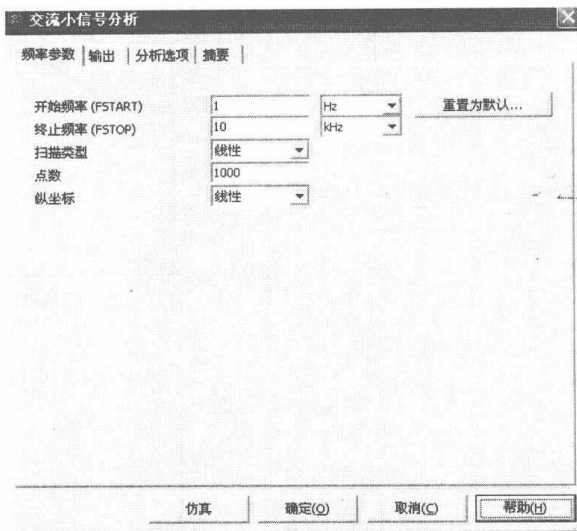 交流小信号分析
频率参数 输出 分析选项 摘要
开始频率 (FSTART) 1 Hz 重置为默认...
终止频率 (FSTOP) 10 kHz
扫描类型 线性
点数 1000
纵坐标 线性
仿真 确定(O) 取消(C) 帮助(H)